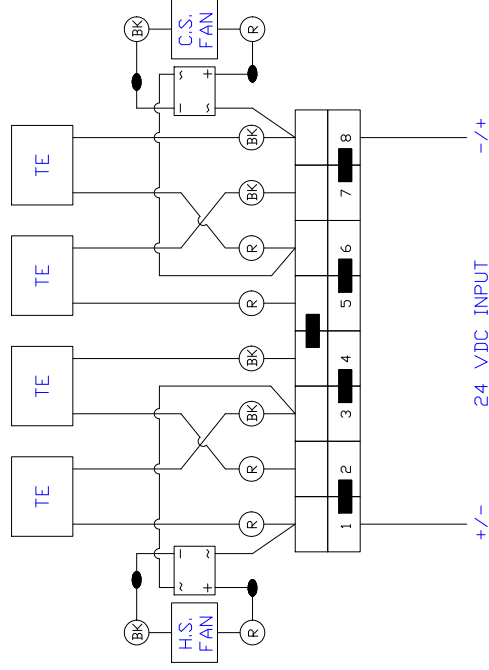 TE TE TE TE
BK BK
~ − − ~
H.S. C.S.
FAN FAN
+ ~ ~ +
R R R BK BK R R BK BK R
1 2 3 4 5 6 7 8
+/- 24 VDC INPUT -/+